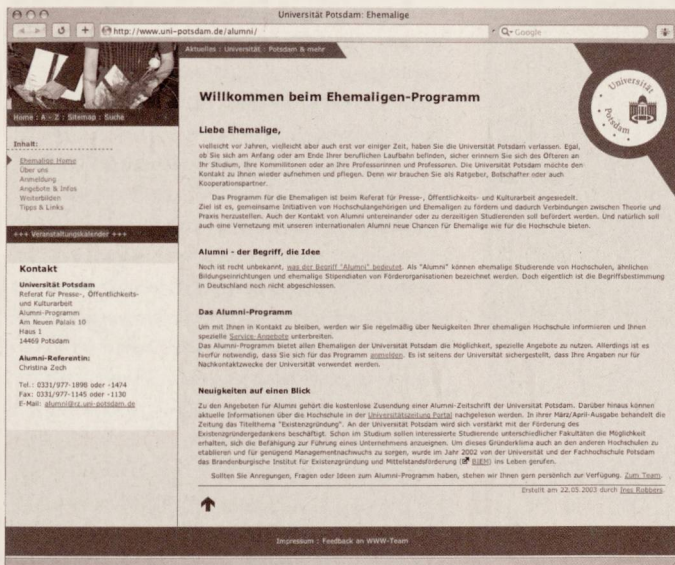 Universität Potsdam: Ehemalige
http://www.uni-potsdam.de/alumni/
Google
Aktuelles : Universität : Potsdam & mehr
Home : A - Z : Sitemap : Suche
Universität Potsdam
Inhalt:
Ehemalige Home
Über uns
Anmeldung
Angebote & Infos
Weiterbilden
Tipps & Links
+++ Veranstaltungskalender +++
Kontakt
Universität Potsdam
Referat für Presse-, Öffentlichkeits-
und Kulturarbeit
Alumni-Programm
Am Neuen Palais 10
Haus 1
14469 Potsdam
Alumni-Referentin:
Christina Zech
Tel.: 0331/977-1898 oder -1474
Fax: 0331/977-1145 oder -1130
E-Mail: alumni@rz.uni-potsdam.de
Willkommen beim Ehemaligen-Programm
Liebe Ehemalige,
vielleicht vor Jahren, vielleicht aber auch erst vor einiger Zeit, haben Sie die Universität Potsdam verlassen. Egal,
ob Sie sich am Anfang oder am Ende Ihrer beruflichen Laufbahn befinden, sicher erinnern Sie sich des Öfteren an
Ihr Studium, Ihre Kommilitonen oder an Ihre Professorinnen und Professoren. Die Universität Potsdam möchte den
Kontakt zu Ihnen wieder aufnehmen und pflegen. Denn wir brauchen Sie als Ratgeber, Botschafter oder auch
Kooperationspartner.
Das Programm für die Ehemaligen ist beim Referat für Presse-, Öffentlichkeits- und Kulturarbeit angesiedelt.
Ziel ist es, gemeinsame Initiativen von Hochschulangehörigen und Ehemaligen zu fördern und dadurch Verbindungen zwischen Theorie und
Praxis herzustellen. Auch der Kontakt von Alumni untereinander oder zu derzeitigen Studierenden soll befördert werden. Und natürlich soll
auch eine Vernetzung mit unseren internationalen Alumni neue Chancen für Ehemalige wie für die Hochschule bieten.
Alumni - der Begriff, die Idee
Noch ist recht unbekannt, was der Begriff "Alumni" bedeutet. Als "Alumni" können ehemalige Studierende von Hochschulen, ähnlichen
Bildungseinrichtungen und ehemalige Stipendiaten von Förderorganisationen bezeichnet werden. Doch eigentlich ist die Begriffsbestimmung
in Deutschland noch nicht abgeschlossen.
Das Alumni-Programm
Um mit Ihnen in Kontakt zu bleiben, werden wir Sie regelmäßig über Neuigkeiten Ihrer ehemaligen Hochschule informieren und Ihnen
spezielle Service-Angebote unterbreiten.
Das Alumni-Programm bietet allen Ehemaligen der Universität Potsdam die Möglichkeit, spezielle Angebote zu nutzen. Allerdings ist es
hierfür notwendig, dass Sie sich für das Programm anmelden. Es ist seitens der Universität sichergestellt, dass Ihre Angaben nur für
Nachkontaktzwecke der Universität verwendet werden.
Neuigkeiten auf einen Blick
Zu den Angeboten für Alumni gehört die kostenlose Zusendung einer Alumni-Zeitschrift der Universität Potsdam. Darüber hinaus können
aktuelle Informationen über die Hochschule in der Universitätszeitung Portal nachgelesen werden. In ihrer März/April-Ausgabe behandelt die
Zeitung das Titelthema "Existenzgründung". An der Universität Potsdam wird sich verstärkt mit der Förderung des
Existenzgründergedankens beschäftigt. Schon im Studium sollen interessierte Studierende unterschiedlicher Fakultäten die Möglichkeit
erhalten, sich die Befähigung zur Führung eines Unternehmens anzueignen. Um dieses Gründerklima auch an den anderen Hochschulen zu
etablieren und für genügend Managementnachwuchs zu sorgen, wurde im Jahr 2002 von der Universität und der Fachhochschule Potsdam
das Brandenburgische Institut für Existenzgründung und Mittelstandsförderung (BIEM) ins Leben gerufen.
Sollten Sie Anregungen, Fragen oder Ideen zum Alumni-Programm haben, stehen wir Ihnen gern persönlich zur Verfügung. Zum Team.
Erstellt am 22.05.2003 durch Ines Robbers.
Impressum : Feedback an WWW-Team